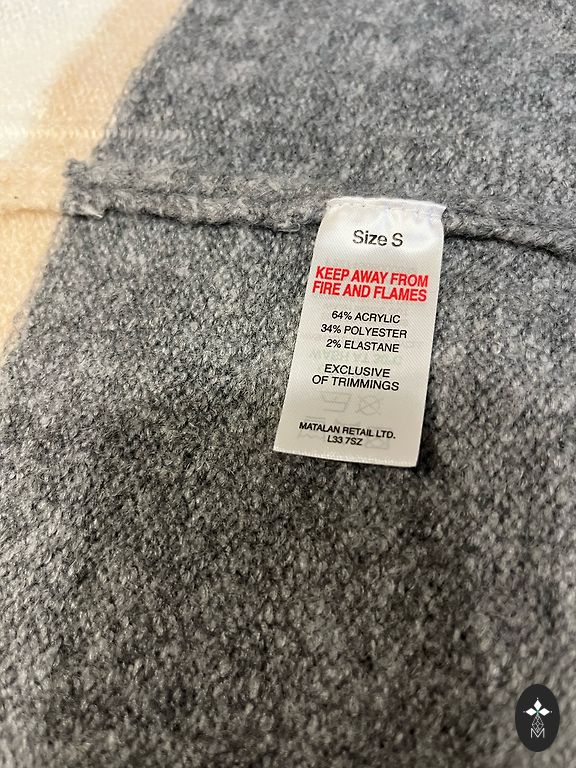 Size S
KEEP AWAY FROM
FIRE AND FLAMES
64% ACRYLIC
34% POLYESTER
2% ELASTANE
EXCLUSIVE
OF TRIMMINGS
MATALAN RETAIL LTD.
L33 7SZ
M